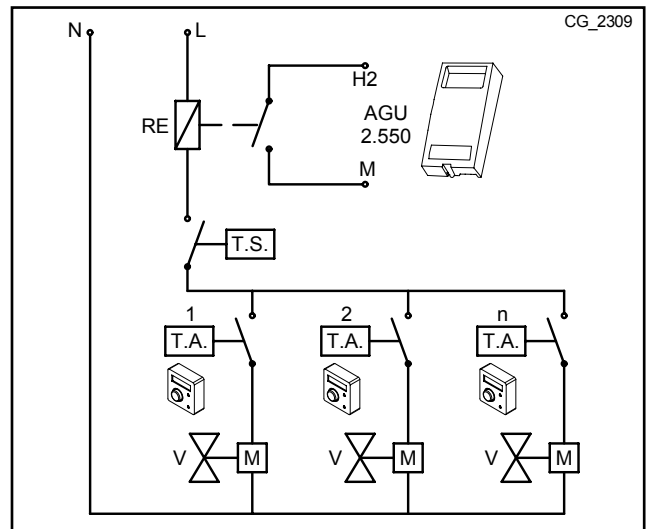 CG_2309
N L
H2
AGU
2.550
RE
M
T.S.
1 2 n
T.A. T.A. T.A.
V M V M V M